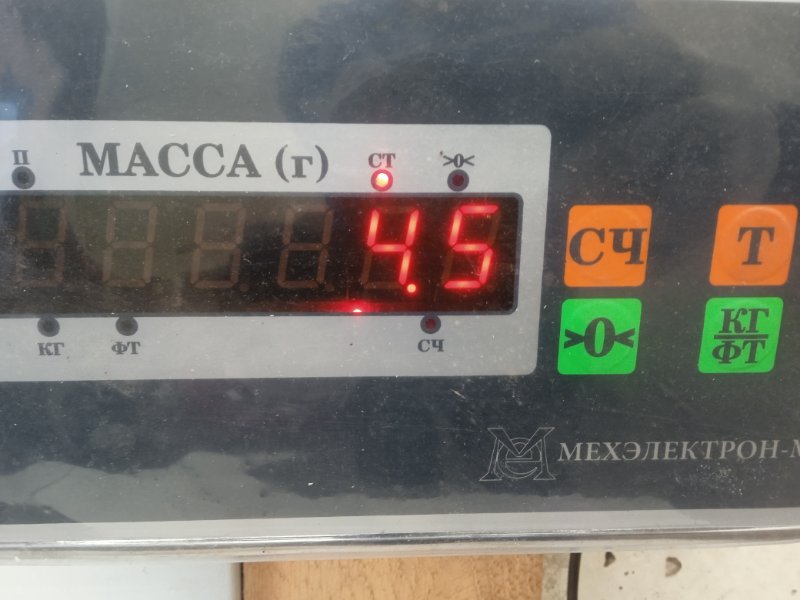 П МАССА (г) СТ >0<
4.5
КГ ФТ СЧ
СЧ Т
>0< КГ/ФТ
МЕХЭЛЕКТРОН-М